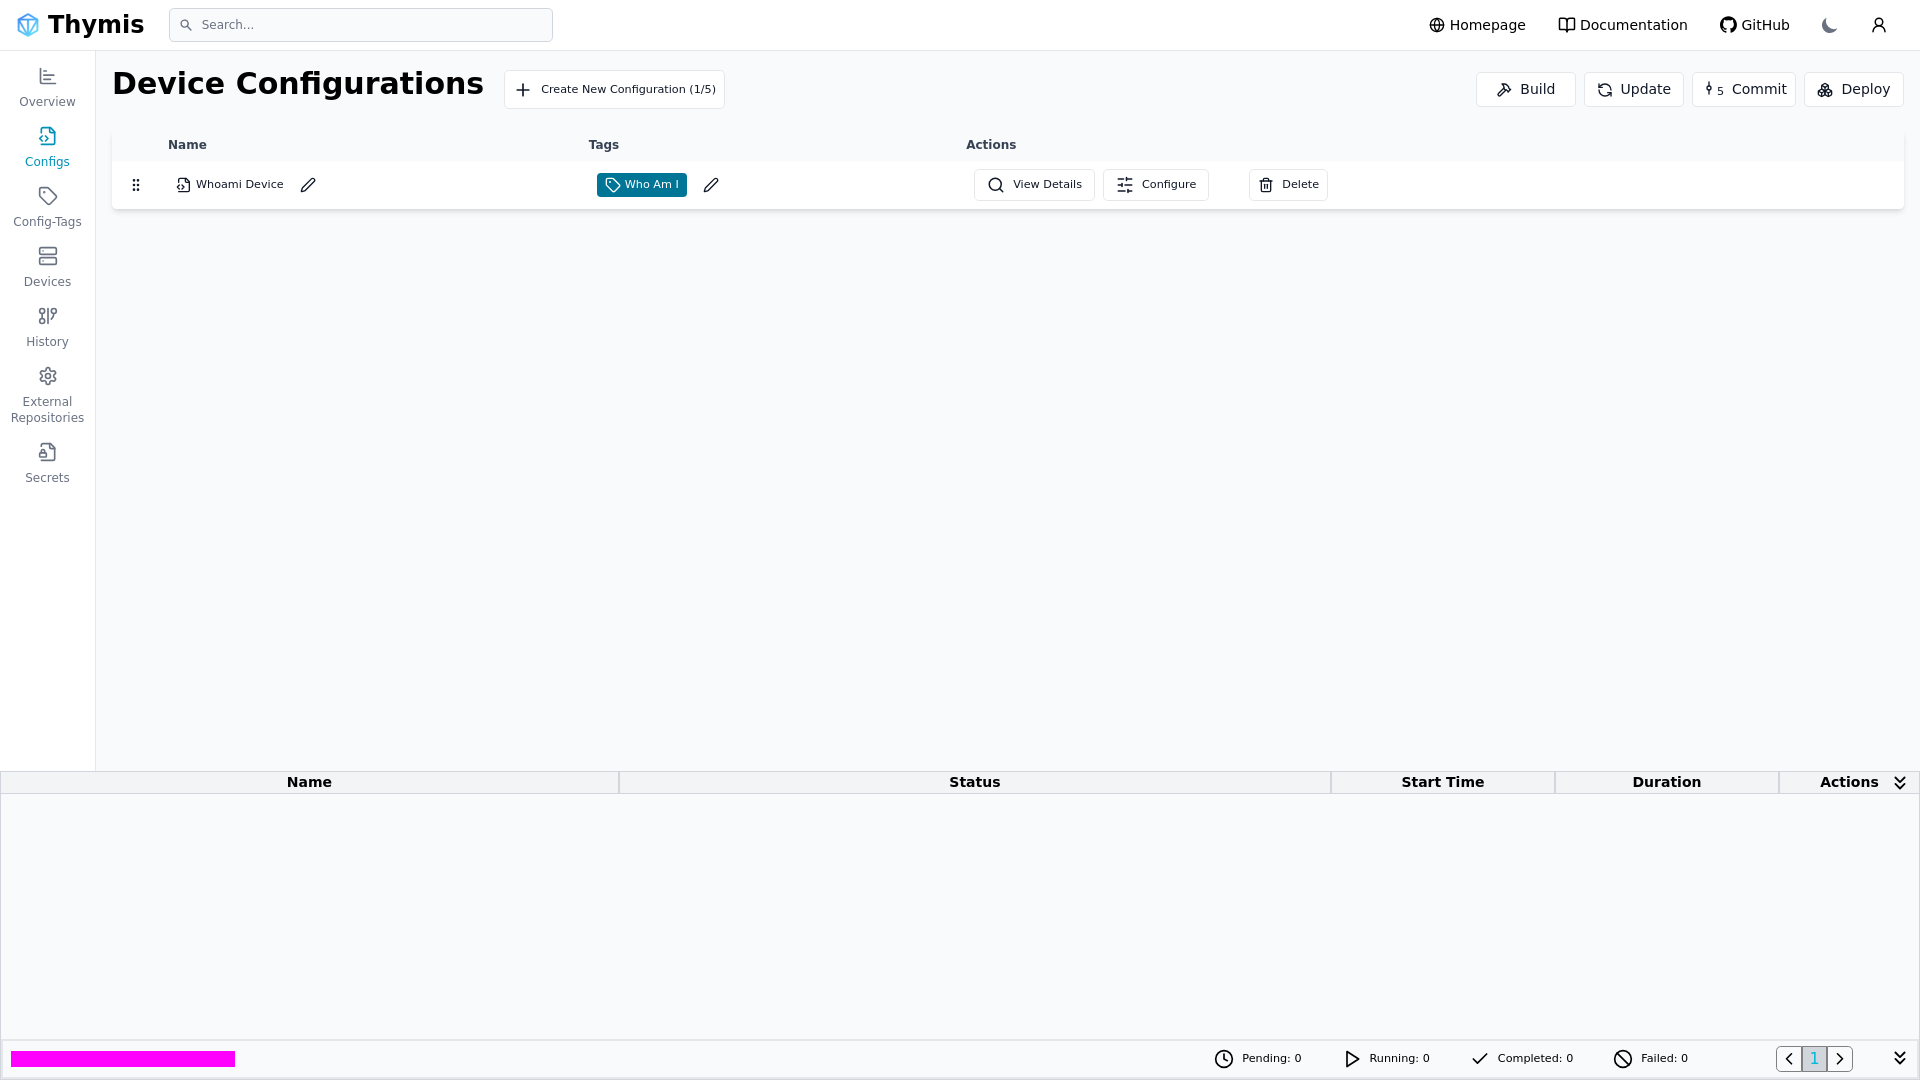 Thymis
Search...
Homepage
Documentation
GitHub
Overview
Configs
Config-Tags
Devices
History
External
Repositories
Secrets
Device Configurations
Create New Configuration (1/5)
Build
Update
5 Commit
Deploy
Name Tags Actions
Whoami Device
Who Am I
View Details
Configure
Delete
Name Status Start Time Duration Actions
Pending: 0
Running: 0
Completed: 0
Failed: 0
1